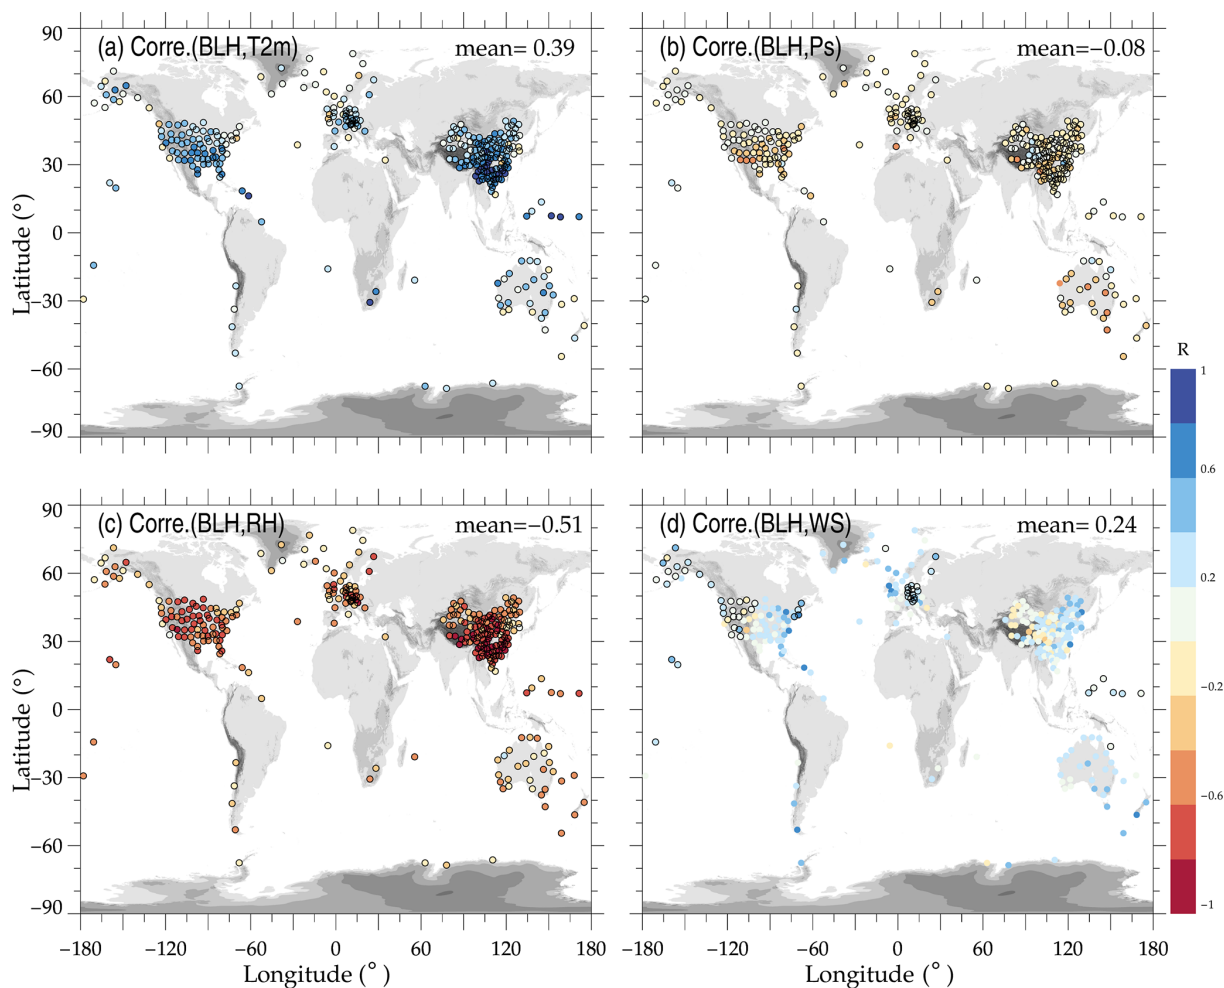 (a) Corre.(BLH,T2m) mean= 0.39
(b) Corre.(BLH,Ps) mean=−0.08
90
60
30
0
−30
−60
−90
Latitude (°)
R
1
0.6
0.2
−0.2
−0.6
−1
(c) Corre.(BLH,RH) mean=−0.51
(d) Corre.(BLH,WS) mean= 0.24
90
60
30
0
−30
−60
−90
Latitude (°)
−180 −120 −60 0 60 120 180
−180 −120 −60 0 60 120 180
Longitude (°)
Longitude (°)